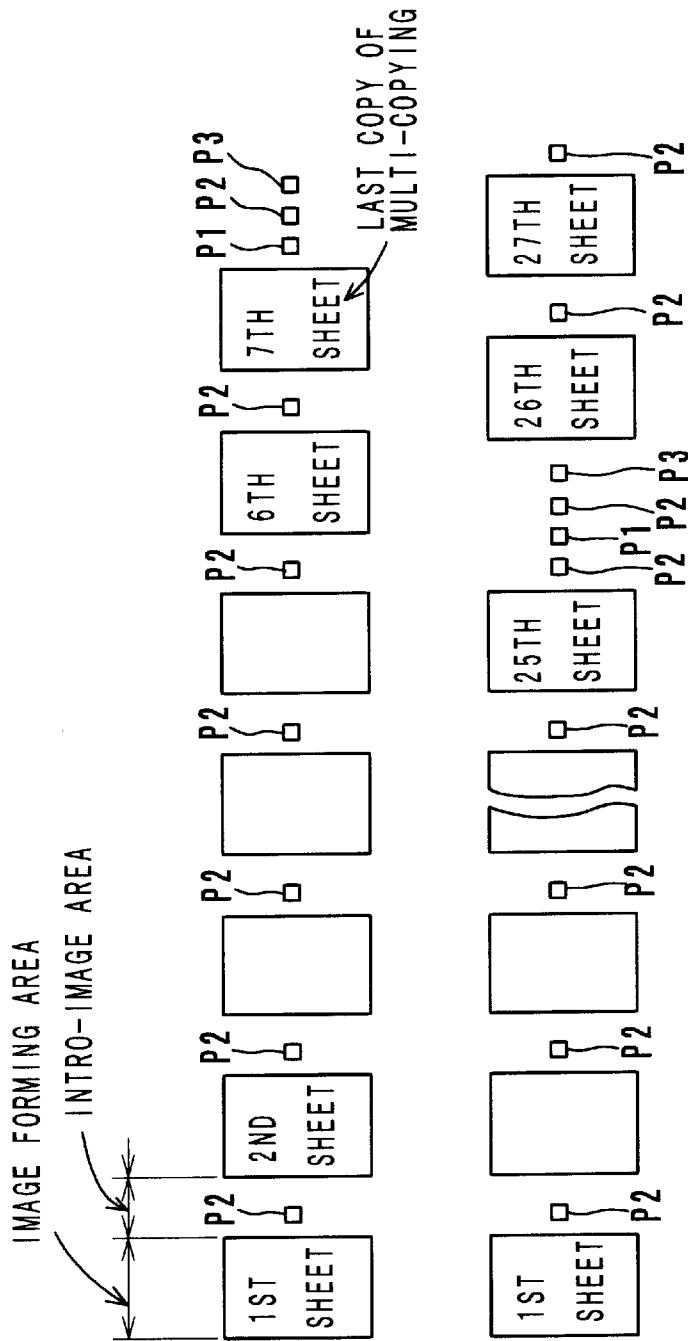 IMAGE FORMING AREA
INTRO-IMAGE AREA
P2
P2
P2
P2
P2
P2
P1 P2 P3
1ST
SHEET
2ND
SHEET
6TH
SHEET
7TH
SHEET
LAST COPY OF
MULTI-COPYING
1ST
SHEET
25TH
SHEET
26TH
SHEET
27TH
SHEET
P2
P2
P2
P2
P2
P1
P2
P3
P2
P2